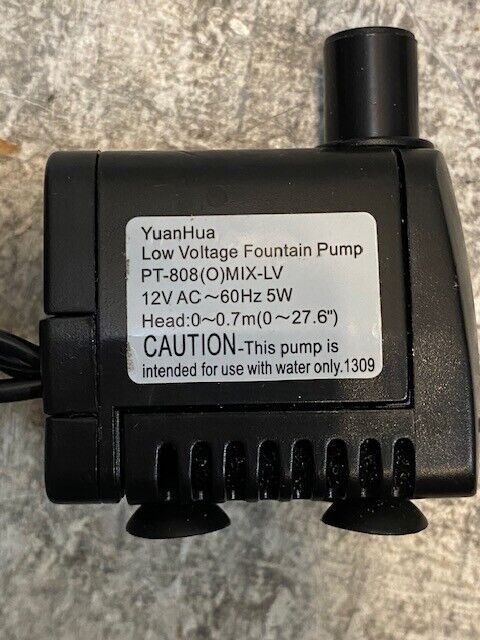 YuanHua
Low Voltage Fountain Pump
PT-808(O)MIX-LV
12V AC～60Hz 5W
Head:0～0.7m(0～27.6")
CAUTION-This pump is
intended for use with water only.1309